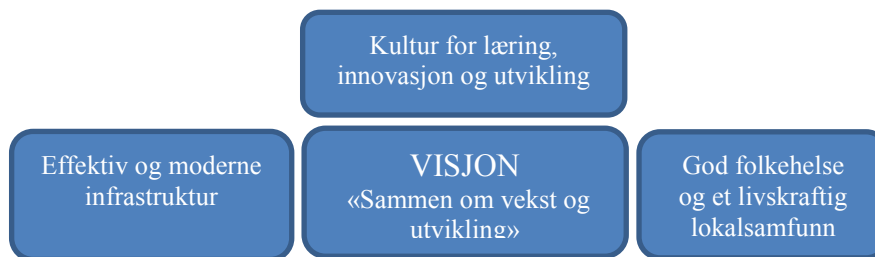 Kultur for læring,
innovasjon og utvikling
Effektiv og moderne
infrastruktur
VISJON
«Sammen om vekst og
utvikling»
God folkehelse
og et livskraftig
lokalsamfunn